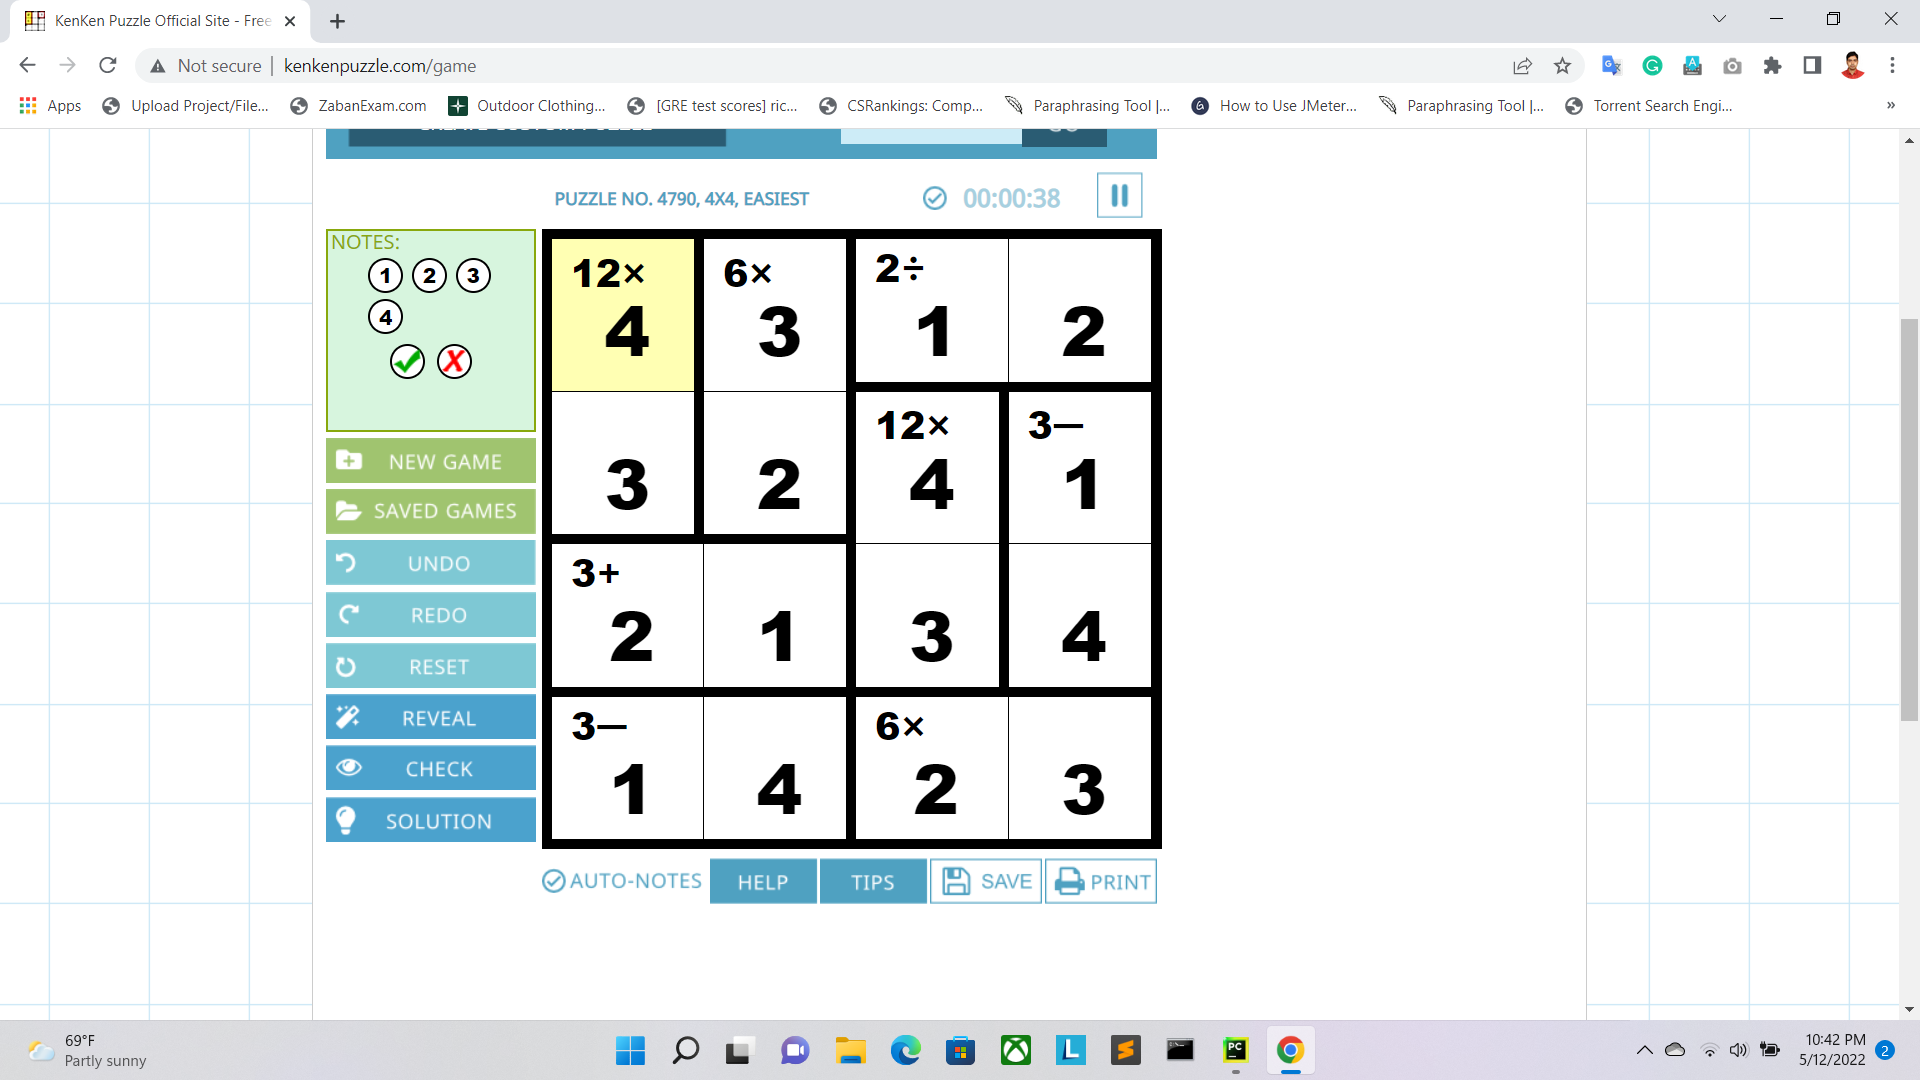 KenKen Puzzle Official Site - Free
Not secure | kenkenpuzzle.com/game
Apps Upload Project/File... ZabanExam.com Outdoor Clothing... [GRE test scores] ric... CSRankings: Comp... Paraphrasing Tool |... How to Use JMeter... Paraphrasing Tool |... Torrent Search Engi... »
PUZZLE NO. 4790, 4X4, EASIEST 00:00:38
NOTES:
1 2 3
4
NEW GAME
SAVED GAMES
UNDO
REDO
RESET
REVEAL
CHECK
SOLUTION
12× 6× 2÷
4 3 1 2
12× 3−
3 2 4 1
3+
2 1 3 4
3− 6×
1 4 2 3
AUTO-NOTES HELP TIPS SAVE PRINT
69°F
Partly sunny
10:42 PM
5/12/2022
2